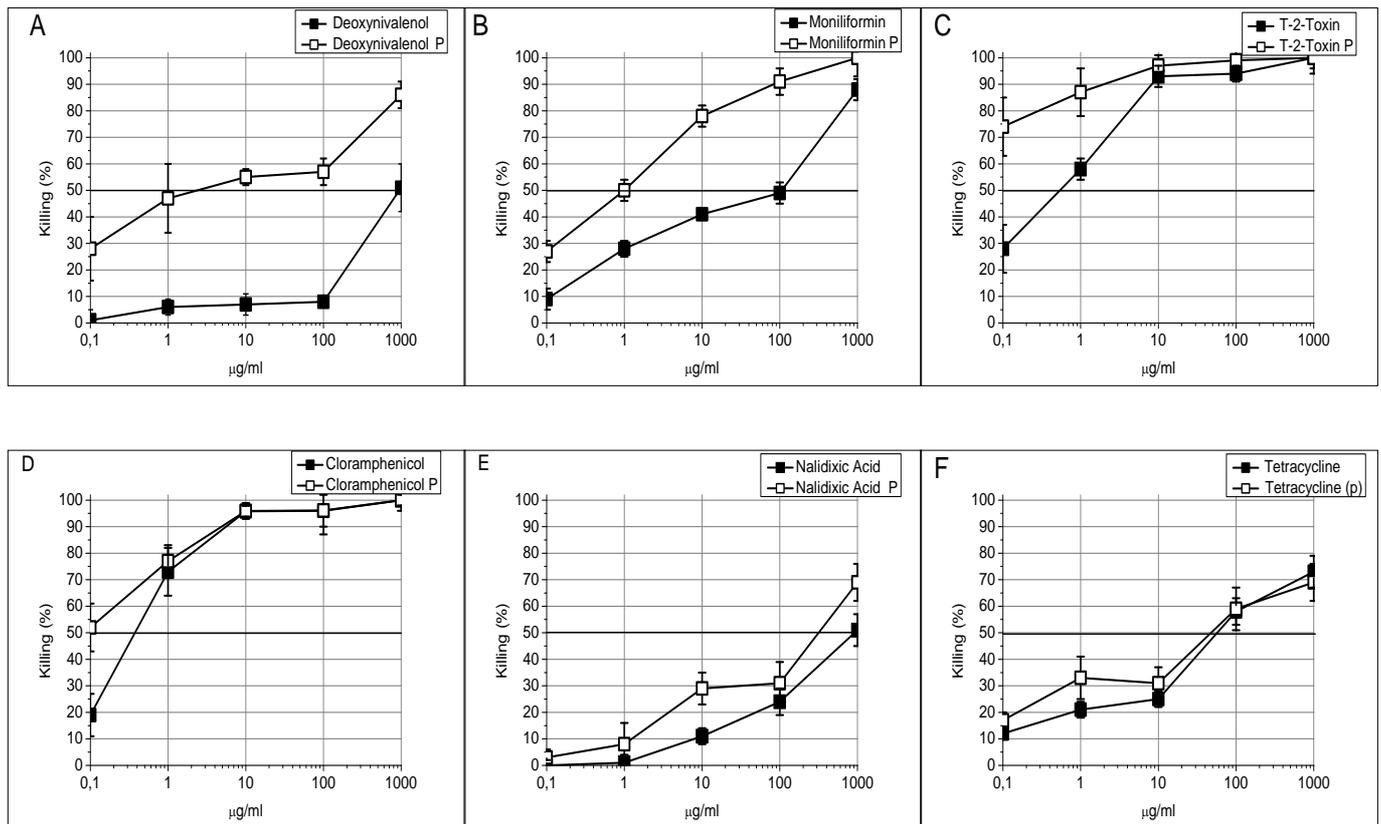 A
Deoxynivalenol
Deoxynivalenol P
100
90
80
70
60
50
40
30
20
10
0
Killing (%)
0,1 1 10 100 1000
µg/ml
B
Moniliformin
Moniliformin P
100
90
80
70
60
50
40
30
20
10
0
Killing (%)
0,1 1 10 100 1000
µg/ml
C
T-2-Toxin
T-2-Toxin P
100
90
80
70
60
50
40
30
20
10
0
Killing (%)
0,1 1 10 100 1000
µg/ml
D
Cloramphenicol
Cloramphenicol P
100
90
80
70
60
50
40
30
20
10
0
Killing (%)
0,1 1 10 100 1000
µg/ml
E
Nalidixic Acid
Nalidixic Acid P
100
90
80
70
60
50
40
30
20
10
0
Killing (%)
0,1 1 10 100 1000
µg/ml
F
Tetracycline
Tetracycline (p)
100
90
80
70
60
50
40
30
20
10
0
Killing (%)
0,1 1 10 100 1000
µg/ml